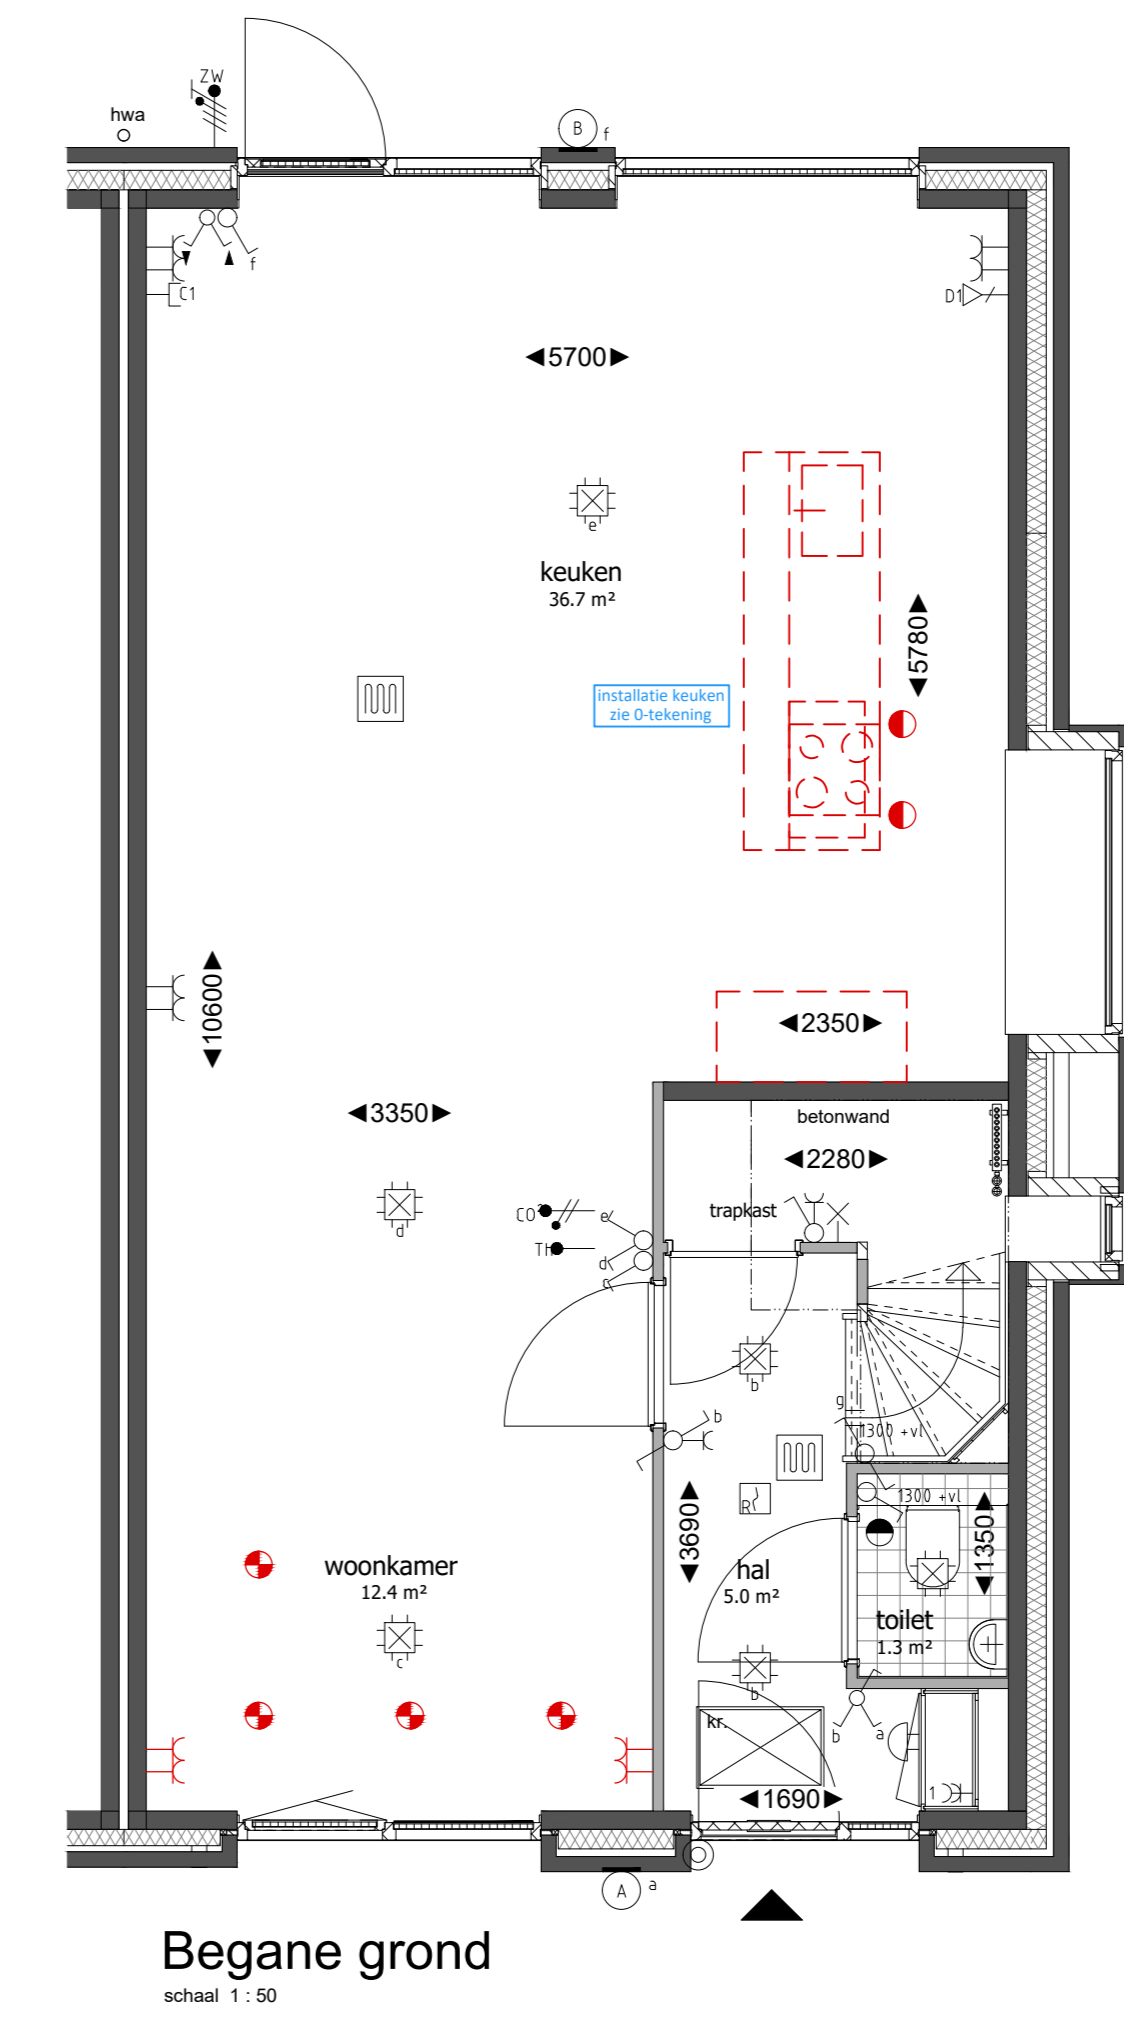 ZW
hwa
B
f
f
C1
D1
5700
e
keuken
36.7 m²
5780
installatie keuken
zie 0-tekening
10600
2350
3350
betonwand
2280
trapkast
d
CO²
e
TH
d
c
b
g
b
1300 +vl
R
1300 +vl
3690
1350
woonkamer
12.4 m²
hal
5.0 m²
toilet
1.3 m²
c
b
kr.
b
a
1690
1
A
a
Begane grond
schaal 1 : 50